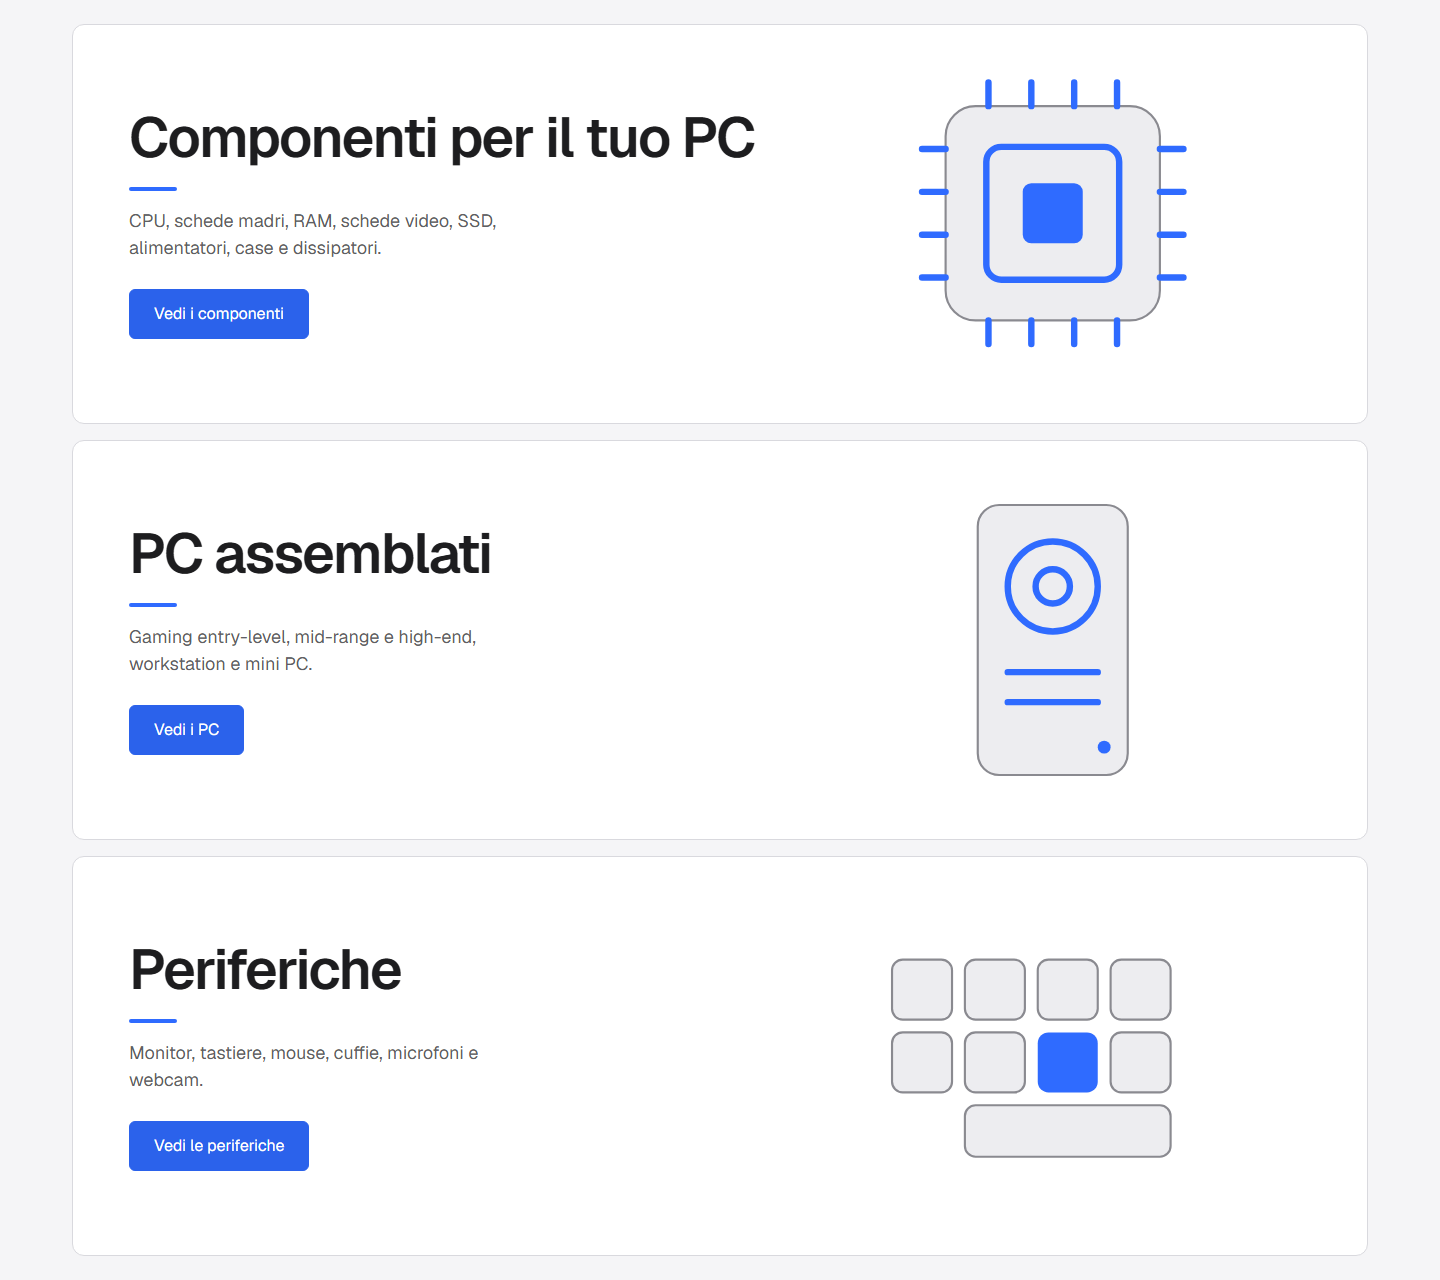 Componenti per il tuo PC
CPU, schede madri, RAM, schede video, SSD,
alimentatori, case e dissipatori.
Vedi i componenti
PC assemblati
Gaming entry-level, mid-range e high-end,
workstation e mini PC.
Vedi i PC
Periferiche
Monitor, tastiere, mouse, cuffie, microfoni e
webcam.
Vedi le periferiche